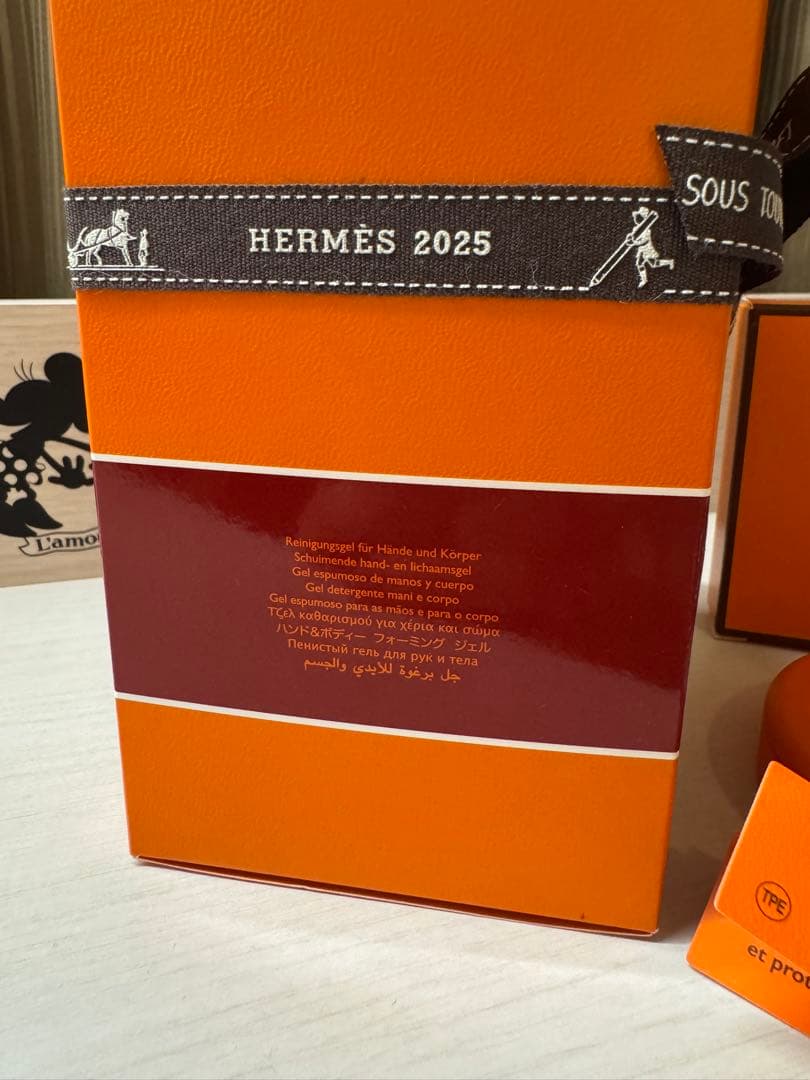 HERMÈS 2025
SOUS
L'amo
Reinigungsgel für Hände und Körper
Schuimende hand- en lichaamsgel
Gel espumoso de manos y cuerpo
Gel detergente mani e corpo
Gel espumoso para as mãos e para o corpo
Τζελ καθαρισμού για χέρια και σώμα
ハンド&ボディー フォーミング ジェル
Пенистый гель для рук и тела
جل برغوة للأيدي والجسم
TPE
et prot